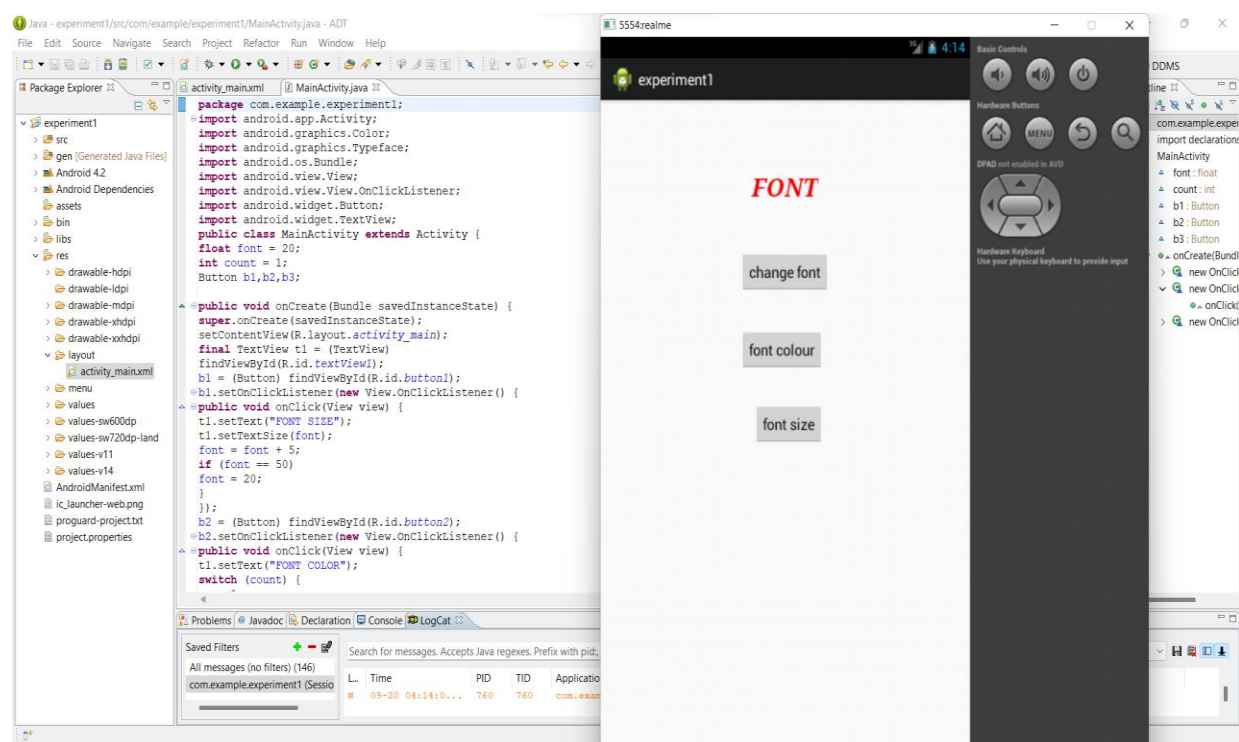 Java - experiment1/src/com/example/experiment1/MainActivity.java - ADT
File Edit Source Navigate Search Project Refactor Run Window Help
Package Explorer
experiment1
src
gen [Generated Java Files]
Android 4.2
Android Dependencies
assets
bin
libs
res
drawable-hdpi
drawable-ldpi
drawable-mdpi
drawable-xhdpi
drawable-xxhdpi
layout
activity_main.xml
menu
values
values-sw600dp
values-sw720dp-land
values-v11
values-v14
AndroidManifest.xml
ic_launcher-web.png
proguard-project.txt
project.properties
activity_main.xml MainActivity.java
package com.example.experiment1;
import android.app.Activity;
import android.graphics.Color;
import android.graphics.Typeface;
import android.os.Bundle;
import android.view.View;
import android.view.View.OnClickListener;
import android.widget.Button;
import android.widget.TextView;
public class MainActivity extends Activity {
float font = 20;
int count = 1;
Button b1,b2,b3;
public void onCreate(Bundle savedInstanceState) {
super.onCreate(savedInstanceState);
setContentView(R.layout.activity_main);
final TextView t1 = (TextView)
findViewById(R.id.textView1);
b1 = (Button) findViewById(R.id.button1);
b1.setOnClickListener(new View.OnClickListener() {
public void onClick(View view) {
t1.setText("FONT SIZE");
t1.setTextSize(font);
font = font + 5;
if (font == 50)
font = 20;
}
});
b2 = (Button) findViewById(R.id.button2);
b2.setOnClickListener(new View.OnClickListener() {
public void onClick(View view) {
t1.setText("FONT COLOR");
switch (count) {
Problems Javadoc Declaration Console LogCat
Saved Filters
All messages (no filters) (146)
com.example.experiment1 (Sessio
Search for messages. Accepts Java regexes. Prefix with pid:,
L... Time PID TID Applicatio
W 09-20 04:14:0... 760 760 com.exam
5554:realme
3G 4:14
experiment1
FONT
change font
font colour
font size
Basic Controls
Hardware Buttons
MENU
DPAD not enabled in AVD
Hardware Keyboard
Use your physical keyboard to provide input
DDMS
tline
com.example.exper
import declarations
MainActivity
font : float
count : int
b1 : Button
b2 : Button
b3 : Button
onCreate(Bundl
new OnClick
new OnClick
onClick(
new OnClick